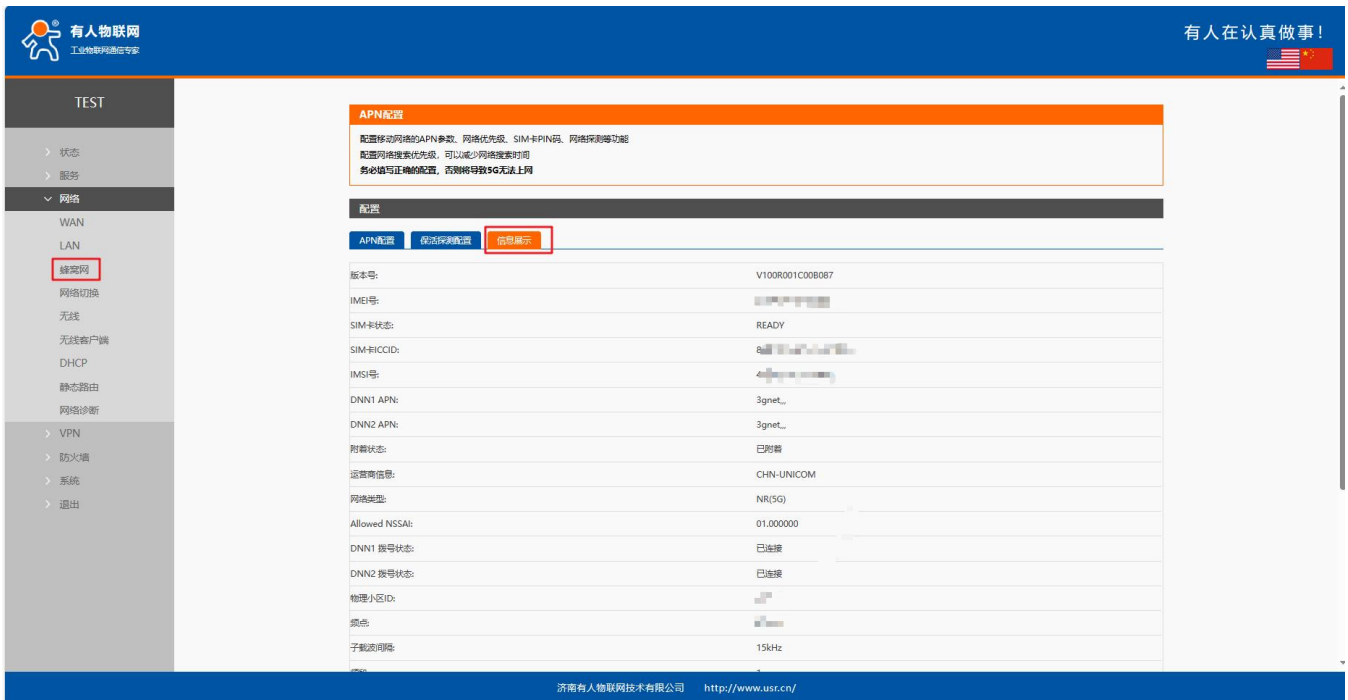 有人物联网
工业物联网通信专家
有人在认真做事!
TEST
状态
服务
网络
WAN
LAN
蜂窝网
网络切换
无线
无线客户端
DHCP
静态路由
网络诊断
VPN
防火墙
系统
退出
APN配置
配置移动网络的APN参数、网络优先级、SIM卡PIN码、网络探测等功能
配置网络搜索优先级，可以减少网络搜索时间
务必填写正确的配置，否则将导致5G无法上网
配置
APN配置 保活探测配置 信息展示
版本号: V100R001C00B087
IMEI号:
SIM卡状态: READY
SIM卡ICCID:
IMSI号:
DNN1 APN: 3gnet,,,
DNN2 APN: 3gnet,,,
附着状态: 已附着
运营商信息: CHN-UNICOM
网络类型: NR(5G)
Allowed NSSAI: 01.000000
DNN1 拨号状态: 已连接
DNN2 拨号状态: 已连接
物理小区ID:
频点:
子载波间隔: 15kHz
济南有人物联网技术有限公司 http://www.usr.cn/